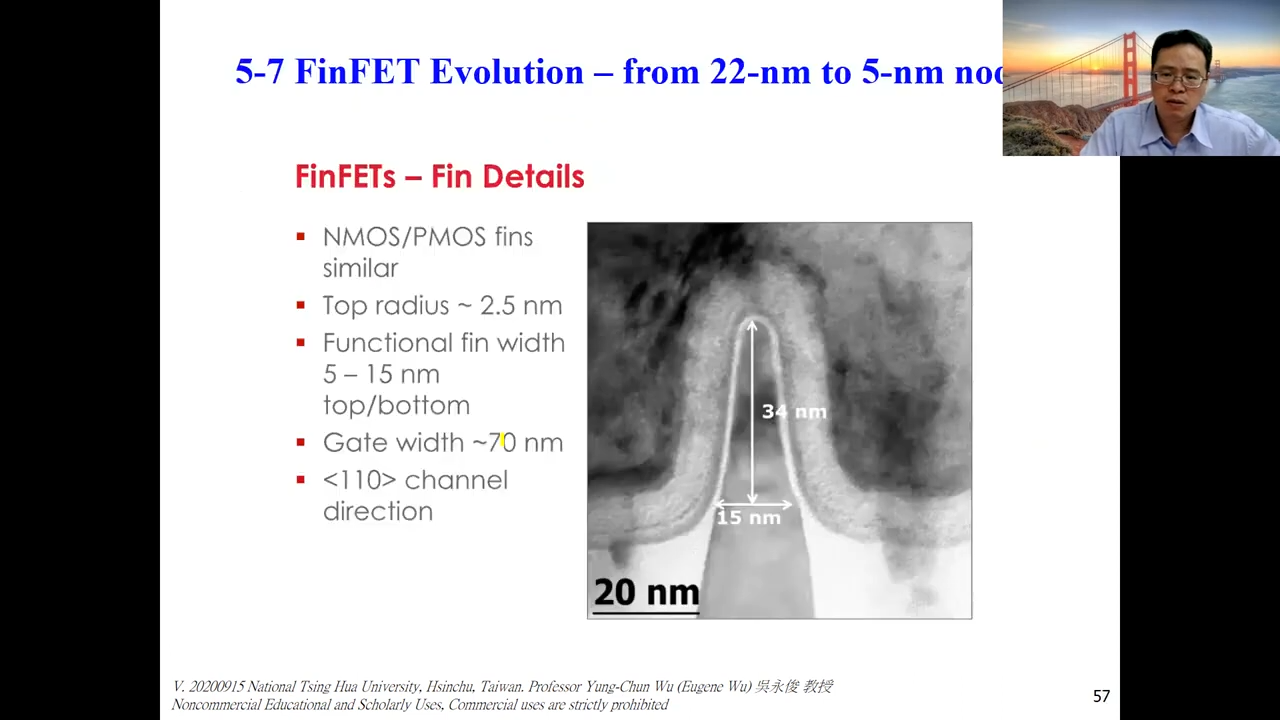 5-7 FinFET Evolution – from 22-nm to 5-nm
FinFETs – Fin Details
▪ NMOS/PMOS fins
similar
▪ Top radius ~ 2.5 nm
▪ Functional fin width
5 – 15 nm
top/bottom
▪ Gate width ~70 nm
▪ <110> channel
direction
34 nm
15 nm
20 nm
V. 20200915 National Tsing Hua University, Hsinchu, Taiwan. Professor Yung-Chun Wu (Eugene Wu) 吳永俊 教授
Noncommercial Educational and Scholarly Uses, Commercial uses are strictly prohibited
57